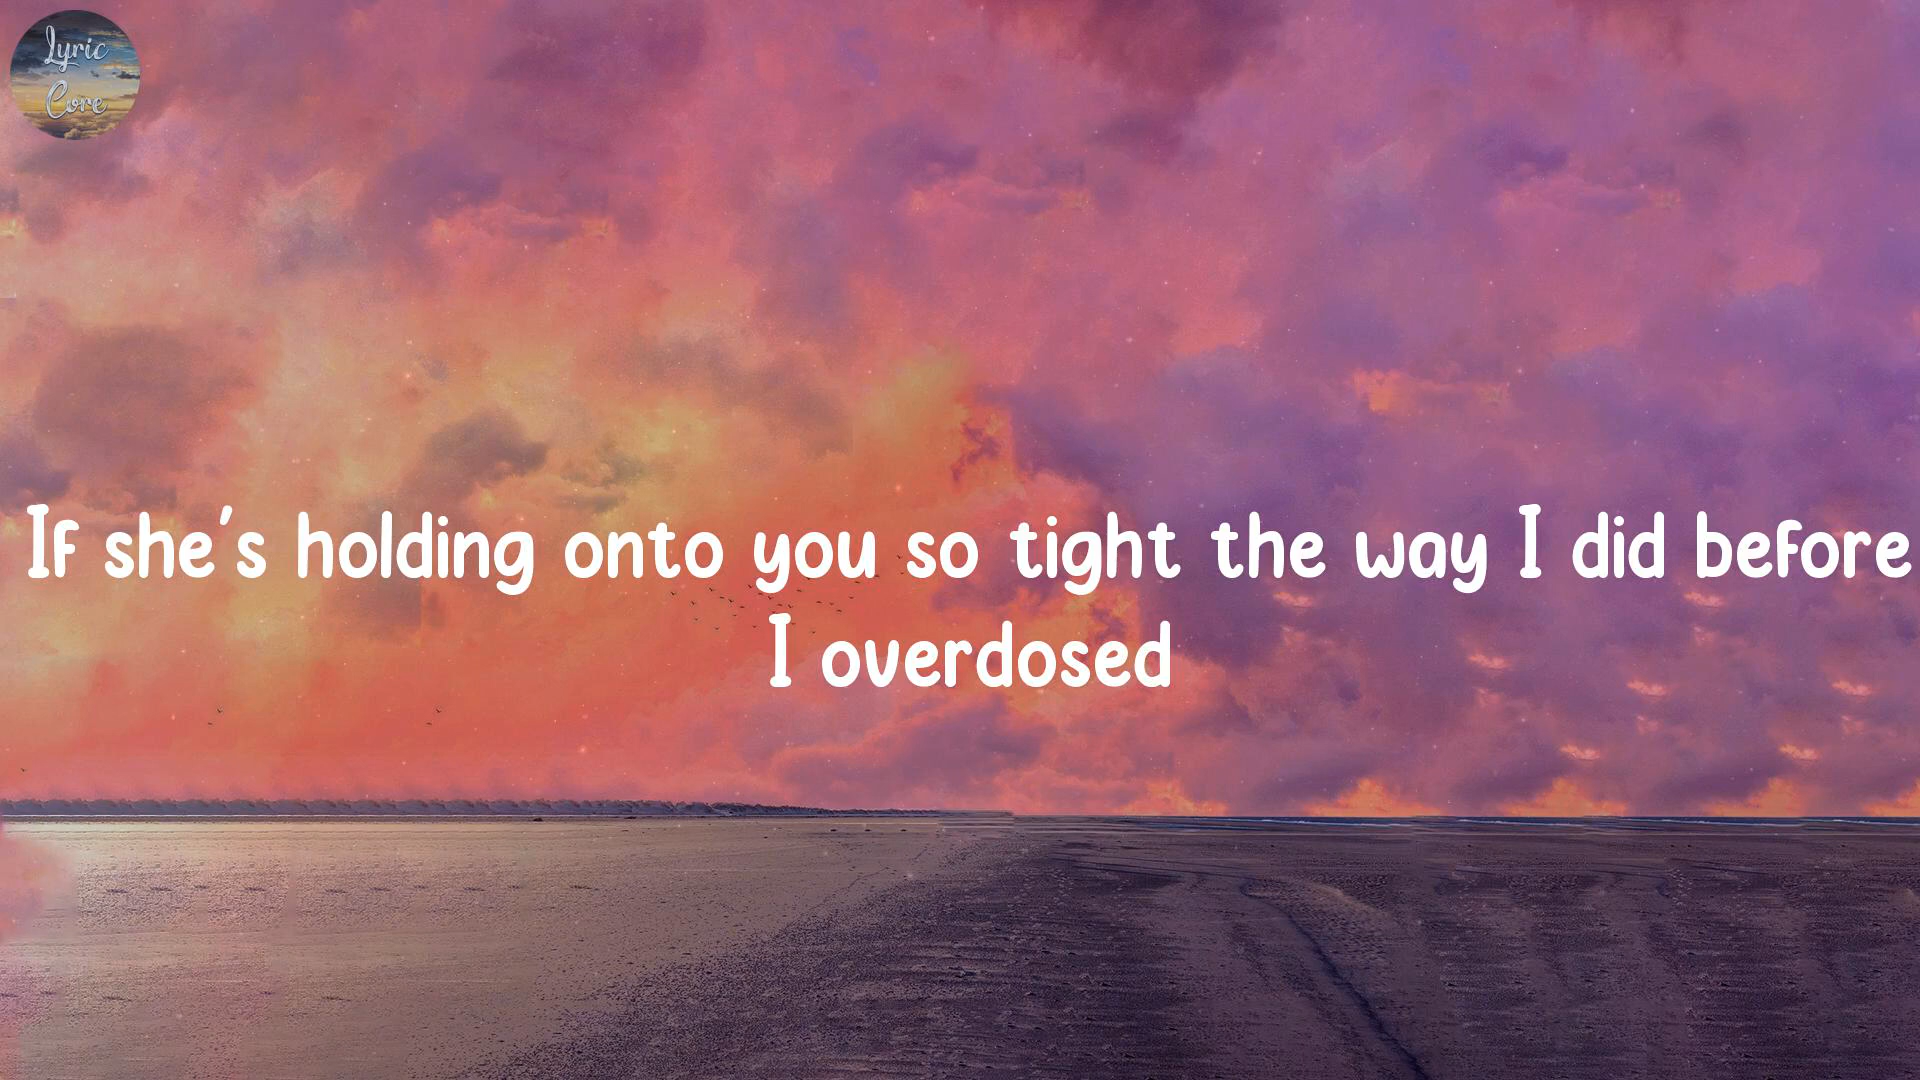 Lyric
Core
If she's holding onto you so tight the way I did before
I overdosed